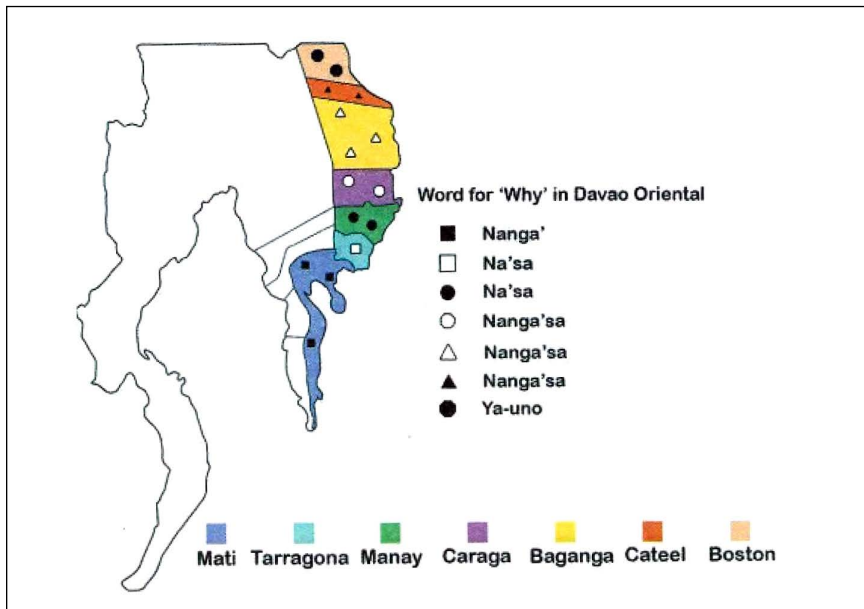 Word for 'Why' in Davao Oriental
Nanga'
Na'sa
Na'sa
Nanga'sa
Nanga'sa
Nanga'sa
Ya-uno
Mati Tarragona Manay Caraga Baganga Cateel Boston